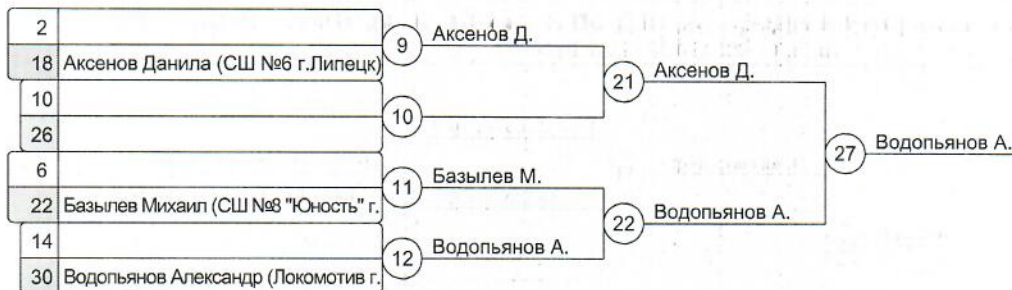 2
18 Аксенов Данила (СШ №6 г.Липецк)
9 Аксенов Д.
10
26
10
21 Аксенов Д.
6
22 Базылев Михаил (СШ №8 "Юность" г.
11 Базылев М.
14
30 Водопьянов Александр (Локомотив г.
12 Водопьянов А.
22 Водопьянов А.
27 Водопьянов А.